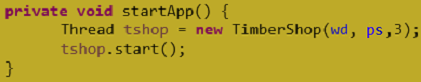 private void startApp() {
Thread tshop = new TimberShop(wd, ps,3);
tshop.start();
}